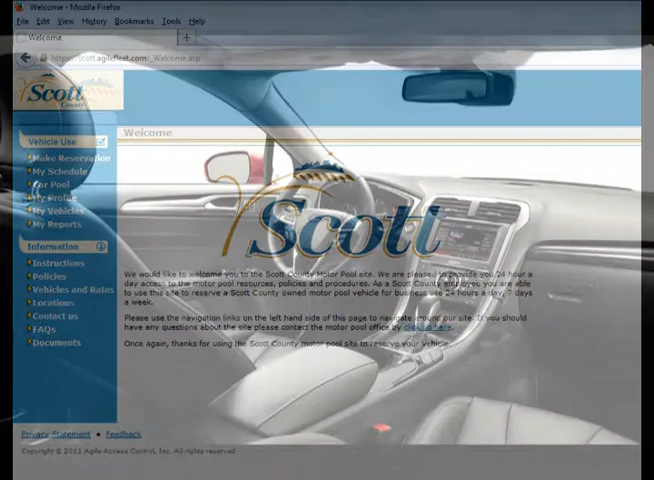 Welcome - Mozilla Firefox
File Edit View History Bookmarks Tools Help
Welcome
https://scott.agilefleet.com/_Welcome.asp
Scott
County
Welcome
Vehicle Use
Make Reservation
My Schedule
Car Pool
My Profile
My Vehicles
My Reports
Information
Instructions
Policies
Vehicles and Rates
Locations
Contact us
FAQs
Documents
Scott
We would like to welcome you to the Scott County Motor Pool site. We are pleased to provide you 24 hour a
day access to the motor pool resources, policies and procedures. As a Scott County employee you are able
to use this site to reserve a Scott County owned motor pool vehicle for business use 24 hours a day, 7 days
a week.
Please use the navigation links on the left hand side of this page to navigate around our site. If you should
have any questions about the site please contact the motor pool office by clicking here.
Once again, thanks for using the Scott County motor pool site to reserve your vehicle.
Privacy Statement • Feedback
Copyright © 2011 Agile Access Control, Inc. All rights reserved